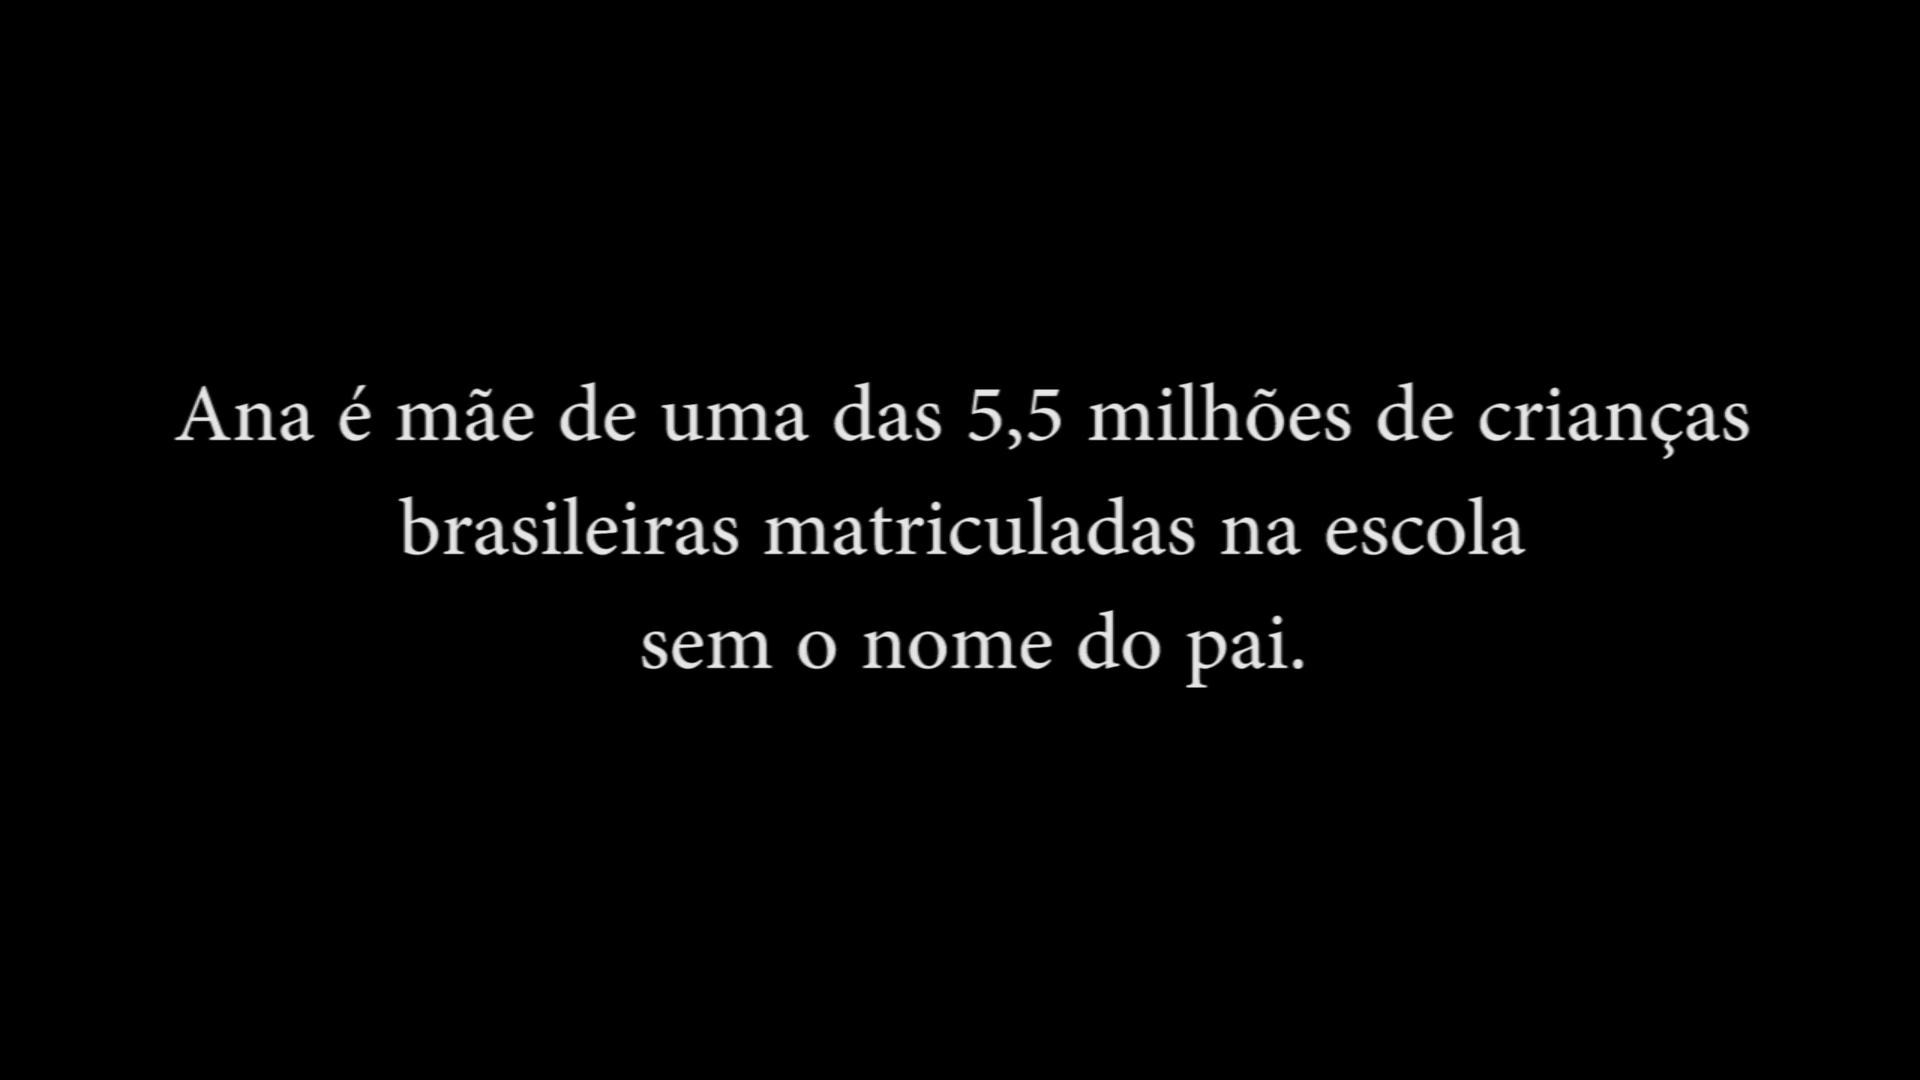 Ana é mãe de uma das 5,5 milhões de crianças
brasileiras matriculadas na escola
sem o nome do pai.